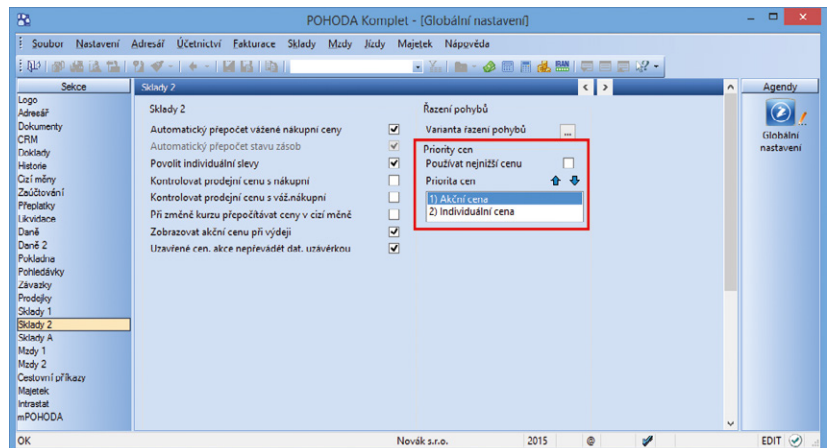 POHODA Komplet - [Globální nastavení]
Soubor Nastavení Adresář Účetnictví Fakturace Sklady Mzdy Jízdy Majetek Nápověda
Sekce
Sklady 2
Agendy
Logo
Adresář
Dokumenty
CRM
Doklady
Historie
Cizí měny
Zaúčtování
Přeplatky
Likvidace
Daně
Daně 2
Pokladna
Pohledávky
Závazky
Prodejky
Sklady 1
Sklady 2
Sklady A
Mzdy 1
Mzdy 2
Cestovní příkazy
Majetek
Intrastat
mPOHODA
Sklady 2
Automatický přepočet vážené nákupní ceny
Automatický přepočet stavu zásob
Povolit individuální slevy
Kontrolovat prodejní cenu s nákupní
Kontrolovat prodejní cenu s váž.nákupní
Při změně kurzu přepočítávat ceny v cizí měně
Zobrazovat akční cenu při výdeji
Uzavřené cen. akce nepřevádět dat. uzávěrkou
Řazení pohybů
Varianta řazení pohybů ...
Priority cen
Používat nejnižší cenu
Priorita cen
1) Akční cena
2) Individuální cena
Globální
nastavení
OK Novák s.r.o. 2015 @ EDIT